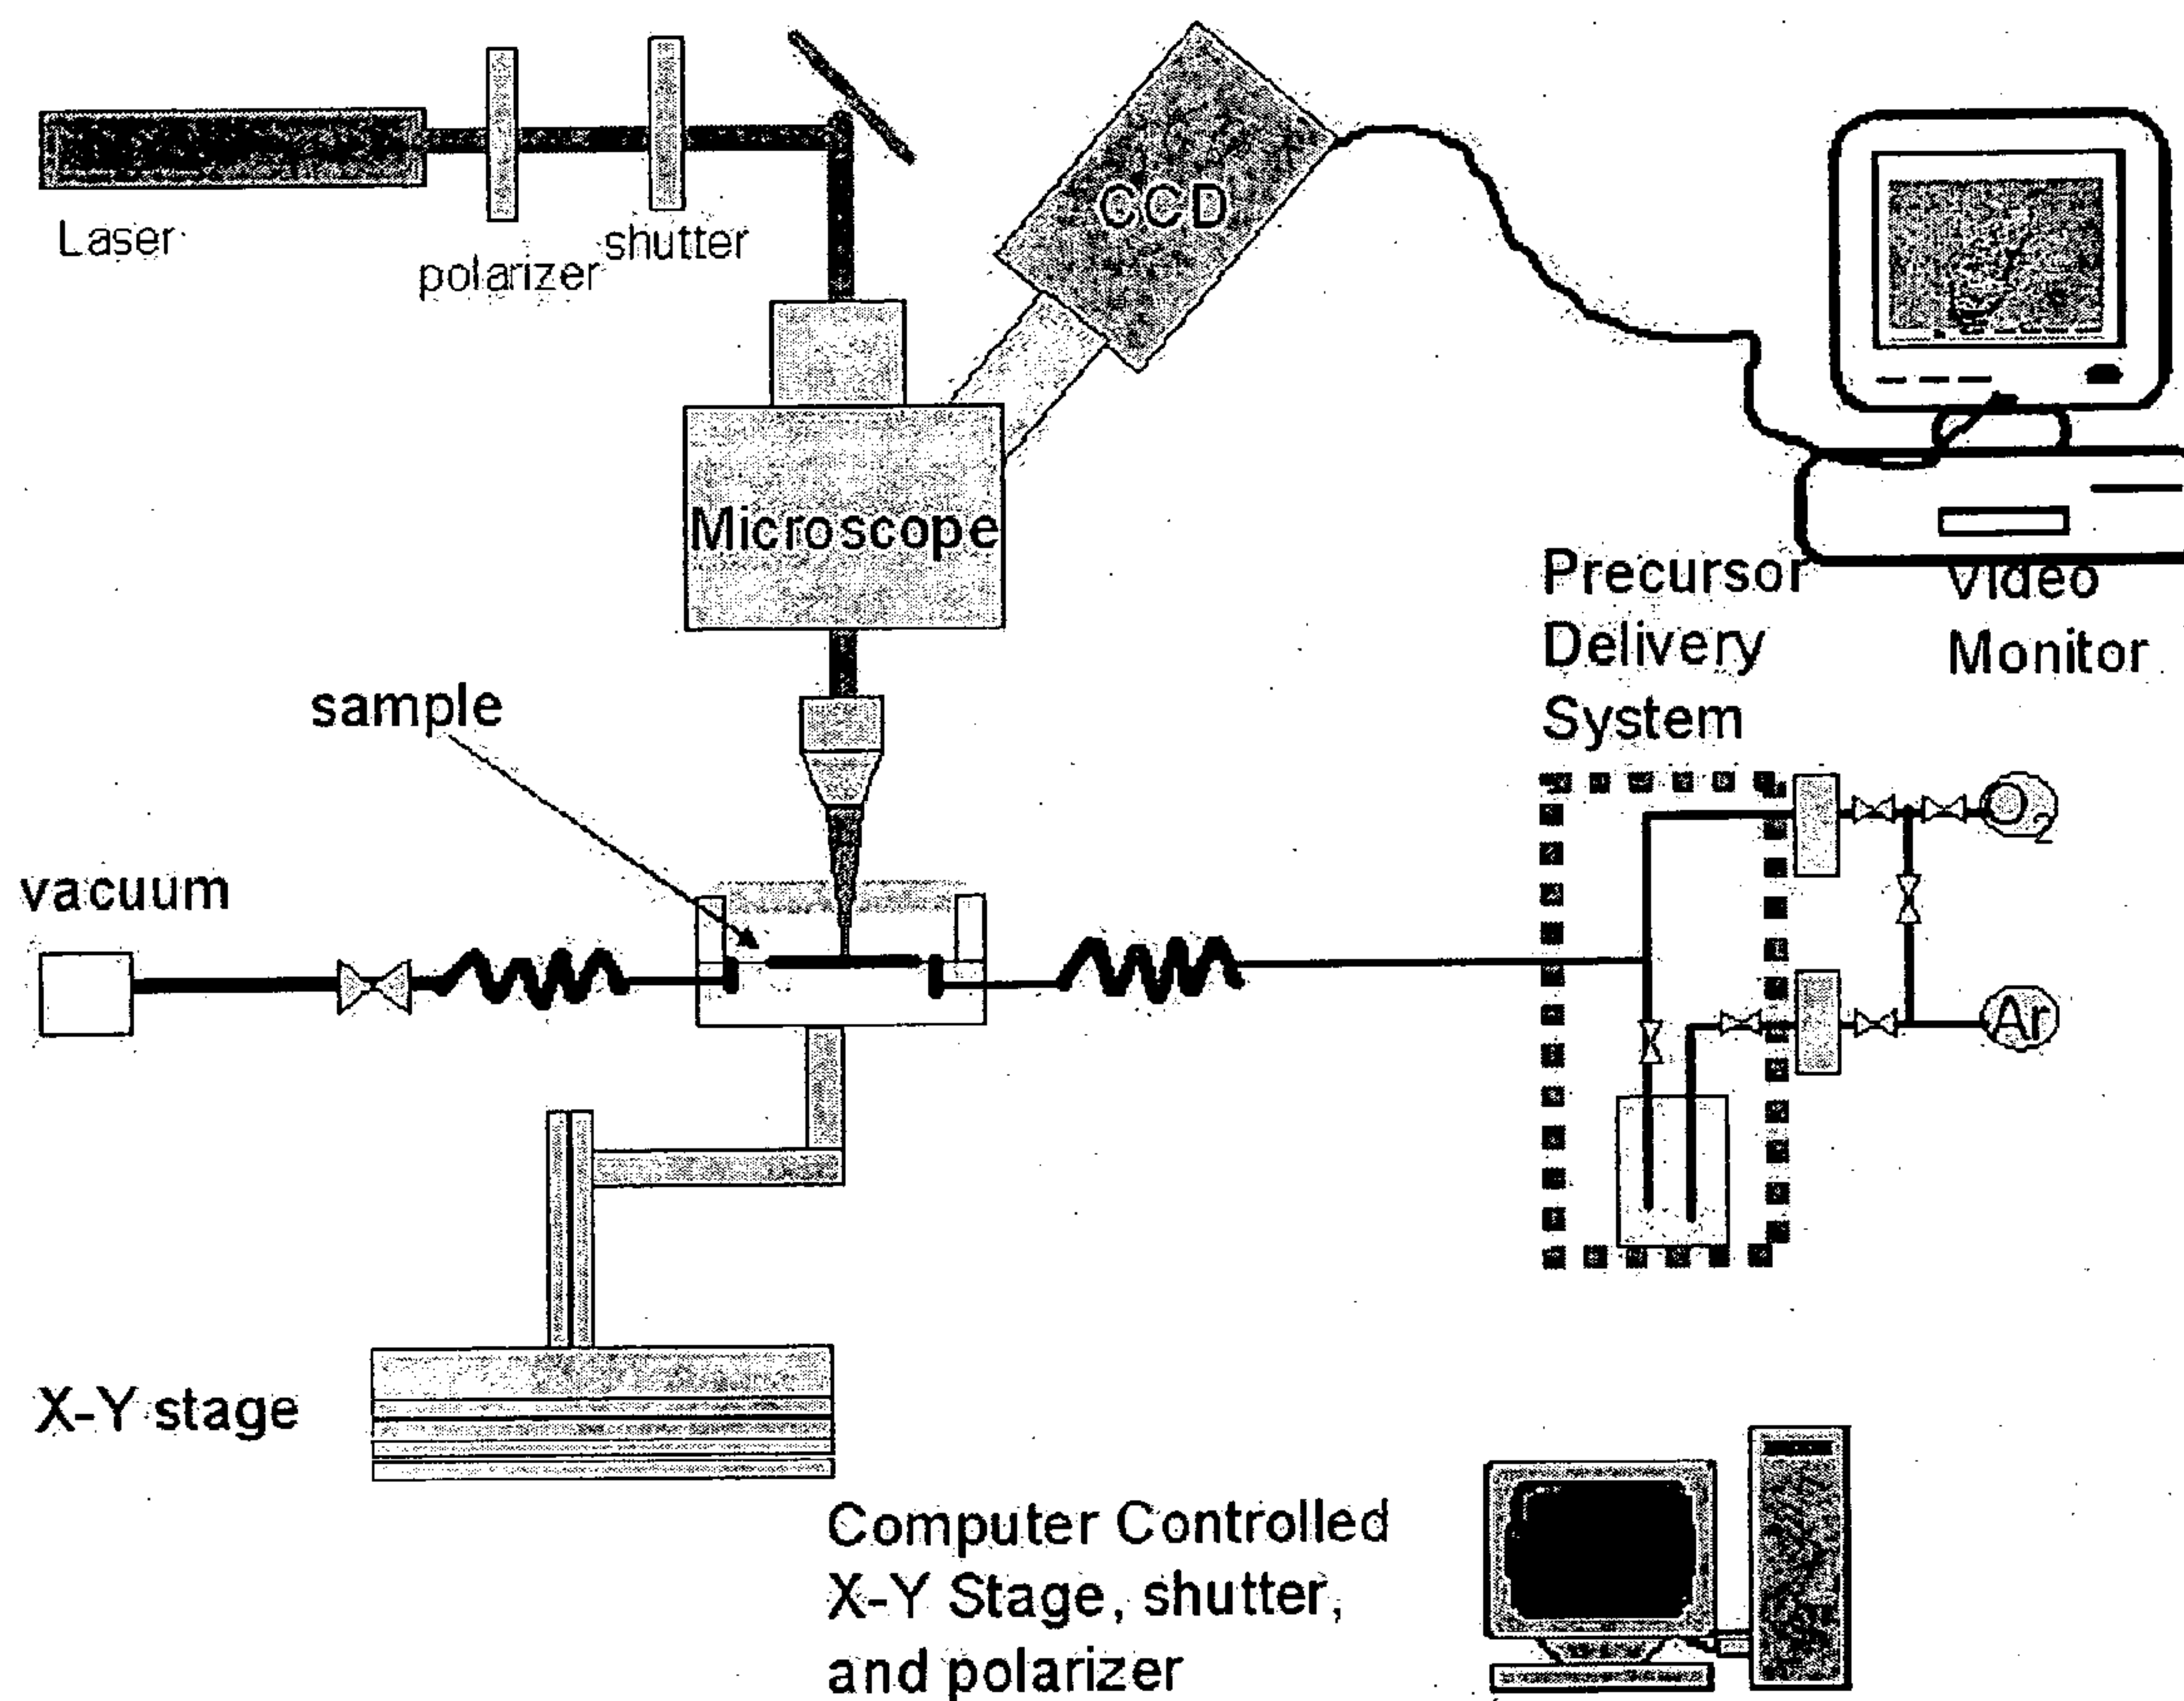 Laser
polarizer
shutter
CCD
Microscope
Precursor
Delivery
System
Video
Monitor
sample
vacuum
O2
Ar
X-Y stage
Computer Controlled
X-Y Stage, shutter,
and polarizer